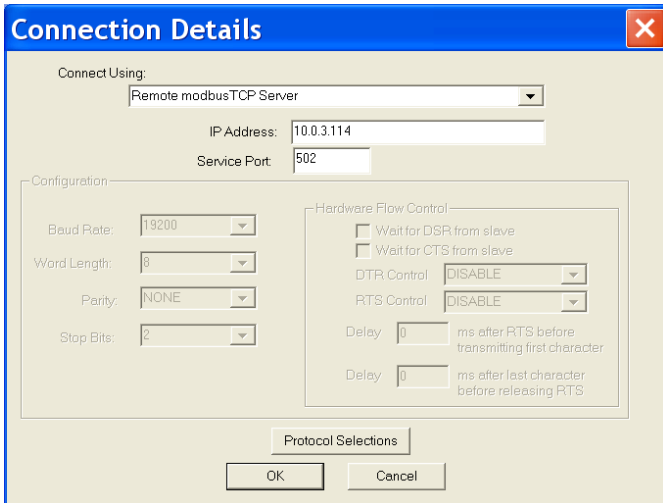 Connection Details
Connect Using:
Remote modbusTCP Server
IP Address: 10.0.3.114
Service Port: 502
Configuration
Baud Rate: 19200
Word Length: 8
Parity: NONE
Stop Bits: 2
Hardware Flow Control
Wait for DSR from slave
Wait for CTS from slave
DTR Control DISABLE
RTS Control DISABLE
Delay 0 ms after RTS before
transmitting first character
Delay 0 ms after last character
before releasing RTS
Protocol Selections
OK Cancel